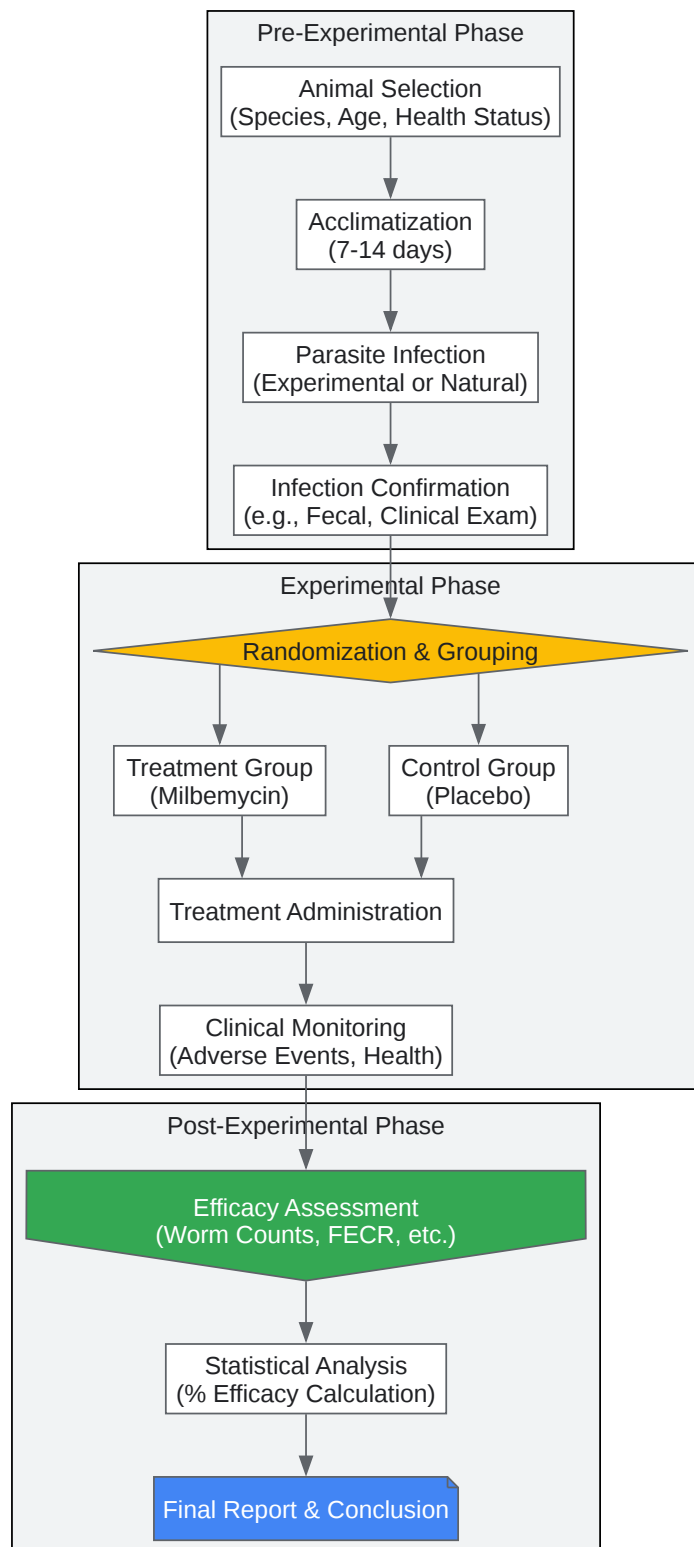 Pre-Experimental Phase
Animal Selection
(Species, Age, Health Status)
Acclimatization
(7-14 days)
Parasite Infection
(Experimental or Natural)
Infection Confirmation
(e.g., Fecal, Clinical Exam)
Experimental Phase
Randomization & Grouping
Treatment Group
(Milbemycin)
Control Group
(Placebo)
Treatment Administration
Clinical Monitoring
(Adverse Events, Health)
Post-Experimental Phase
Efficacy Assessment
(Worm Counts, FECR, etc.)
Statistical Analysis
(% Efficacy Calculation)
Final Report & Conclusion